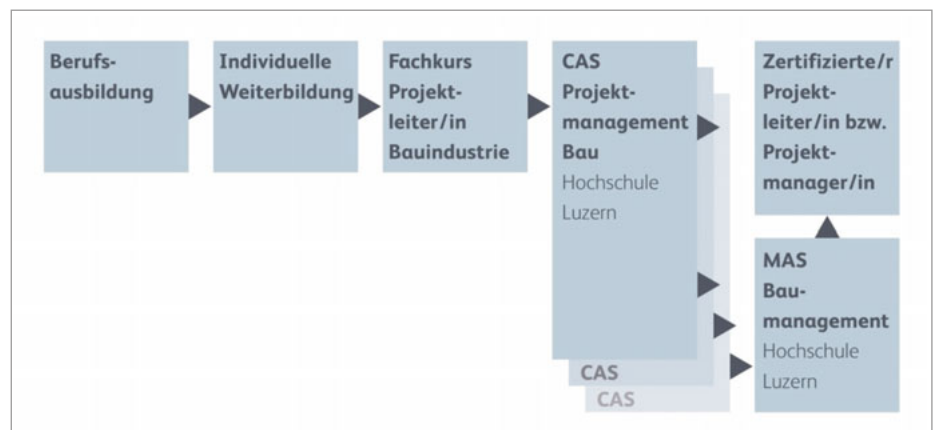 Berufs-
ausbildung
Individuelle
Weiterbildung
Fachkurs
Projekt-
leiter/in
Bauindustrie
CAS
Projekt-
management
Bau
Hochschule
Luzern
CAS
CAS
Zertifizierte/r
Projekt-
leiter/in bzw.
Projekt-
manager/in
MAS
Bau-
management
Hochschule
Luzern